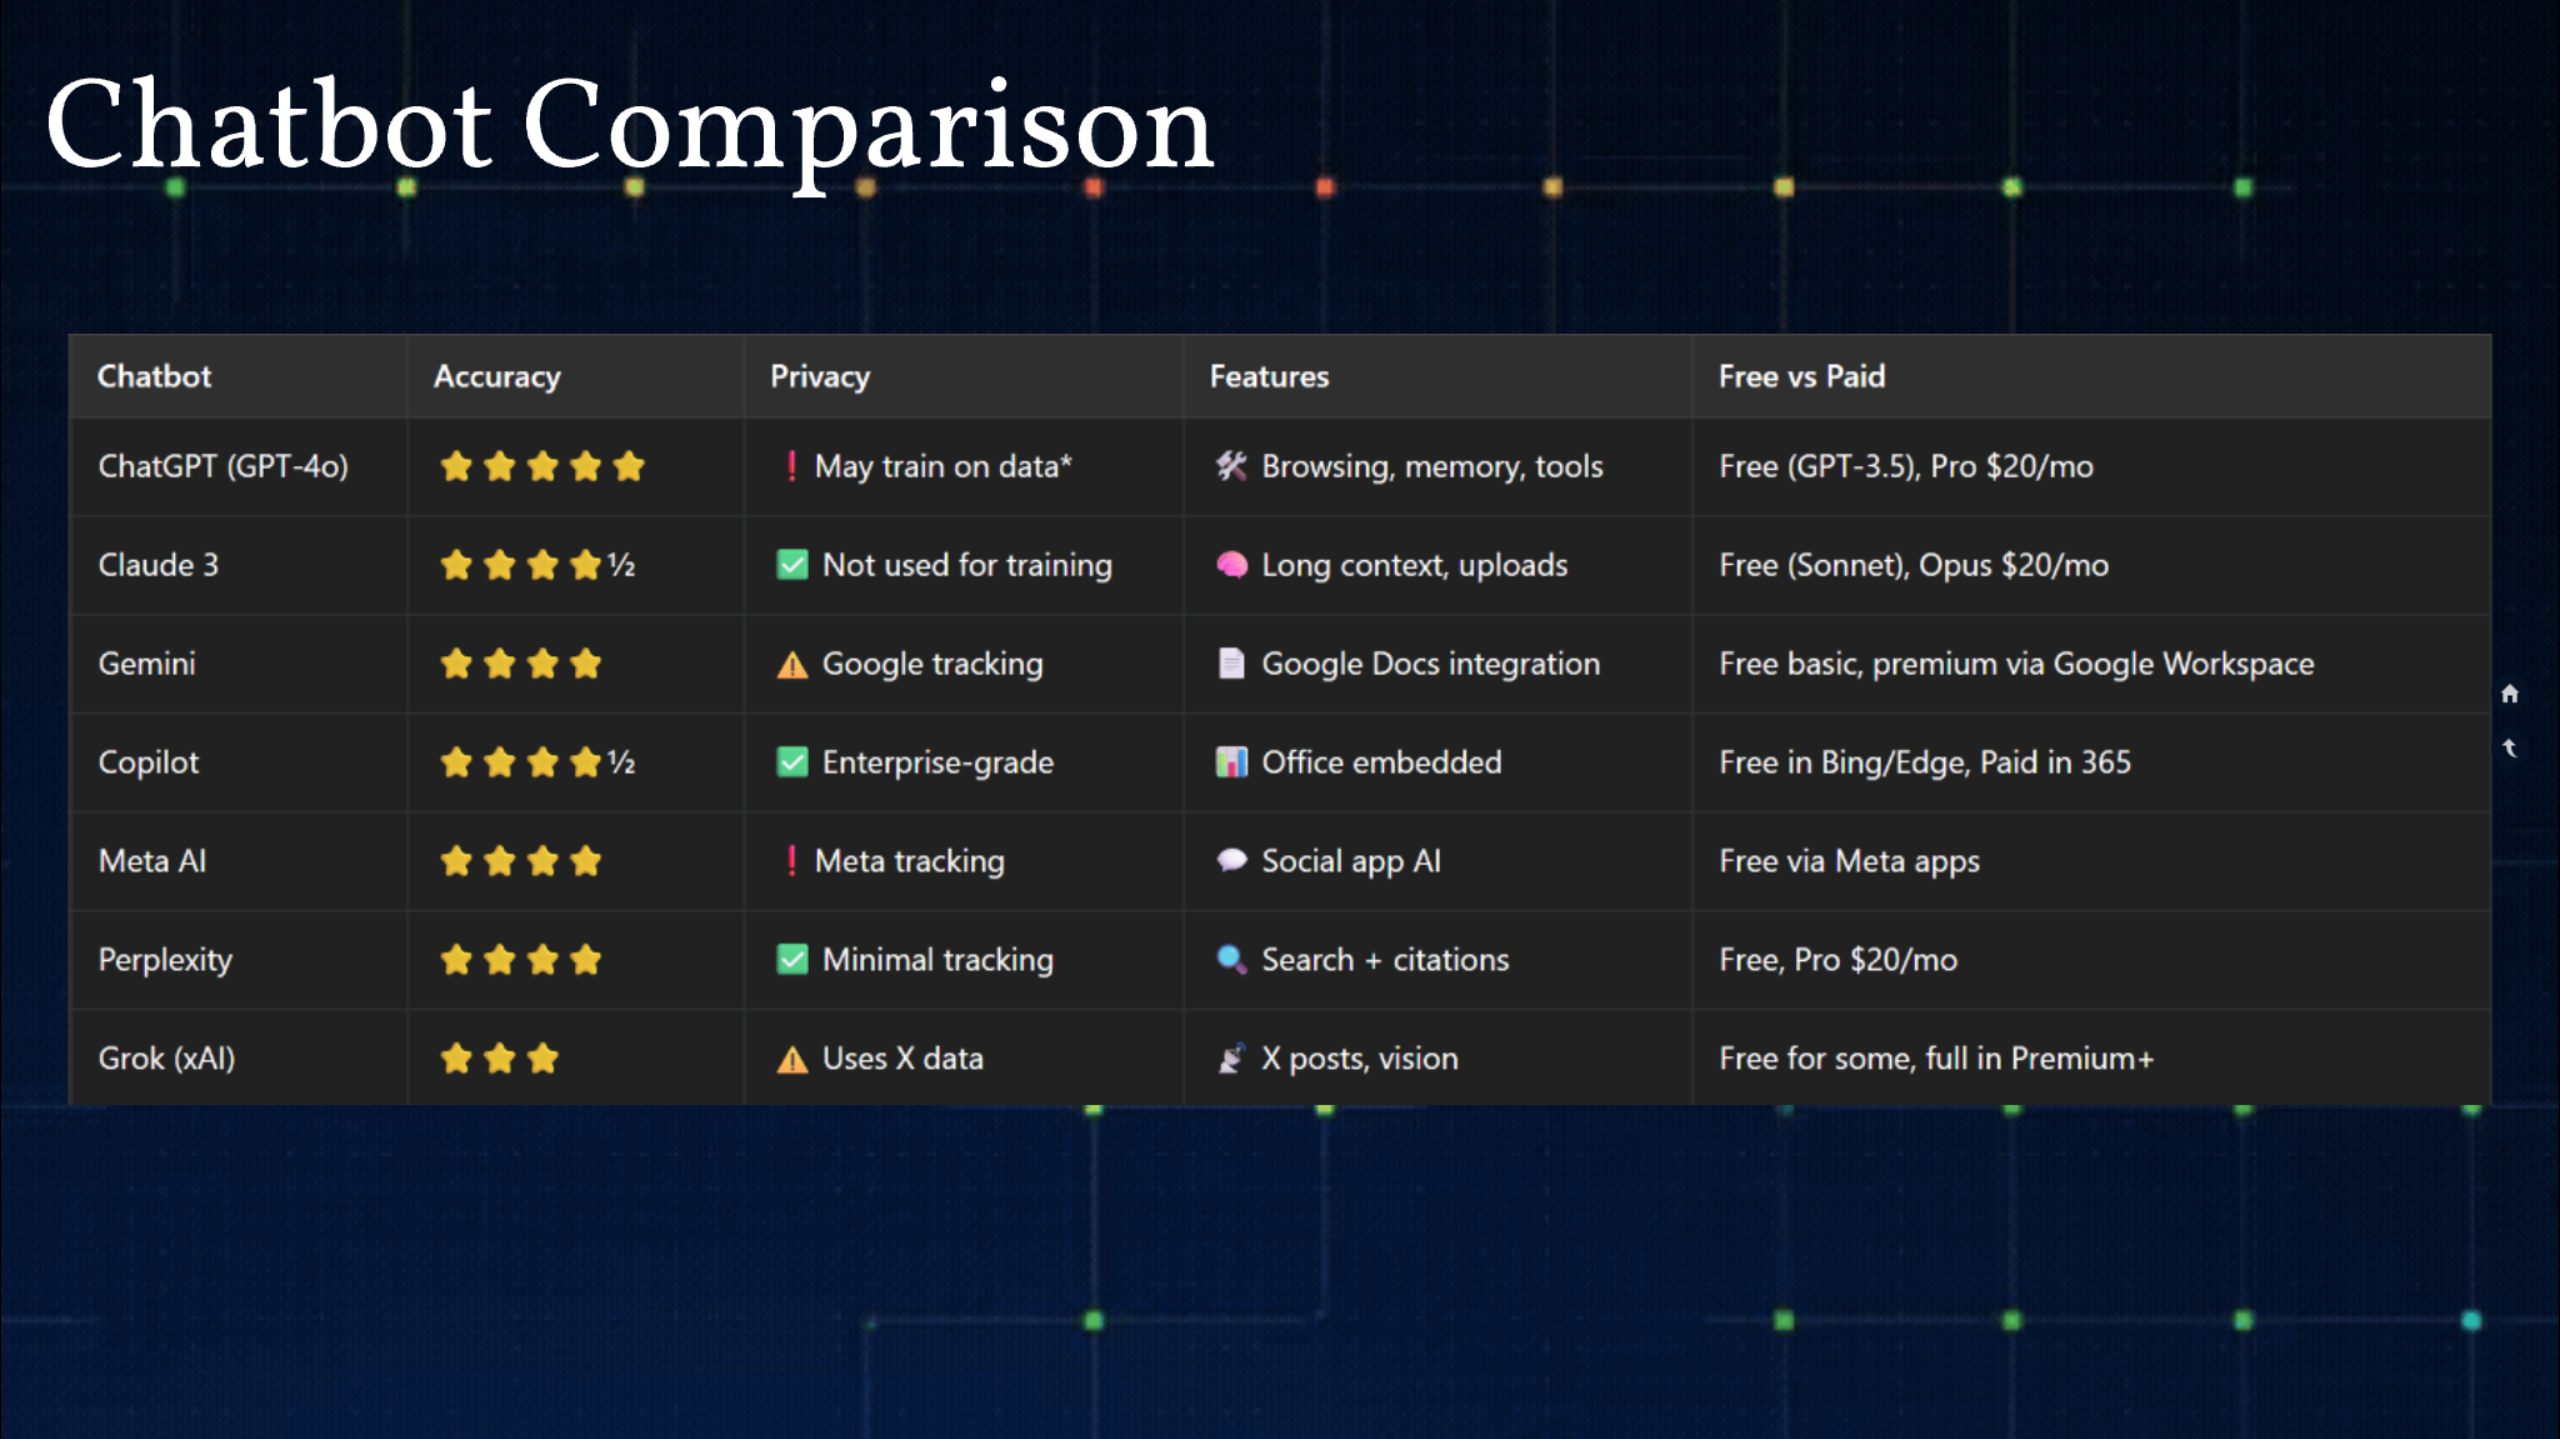 Chatbot Comparison
Chatbot Accuracy Privacy Features Free vs Paid
ChatGPT (GPT-4o) ⭐⭐⭐⭐⭐ ❗ May train on data* 🛠️ Browsing, memory, tools Free (GPT-3.5), Pro $20/mo
Claude 3 ⭐⭐⭐⭐½ ✅ Not used for training 🧠 Long context, uploads Free (Sonnet), Opus $20/mo
Gemini ⭐⭐⭐⭐ ⚠️ Google tracking 📄 Google Docs integration Free basic, premium via Google Workspace
Copilot ⭐⭐⭐⭐½ ✅ Enterprise-grade 📊 Office embedded Free in Bing/Edge, Paid in 365
Meta AI ⭐⭐⭐⭐ ❗ Meta tracking 💬 Social app AI Free via Meta apps
Perplexity ⭐⭐⭐⭐ ✅ Minimal tracking 🔍 Search + citations Free, Pro $20/mo
Grok (xAI) ⭐⭐⭐ ⚠️ Uses X data 📡 X posts, vision Free for some, full in Premium+